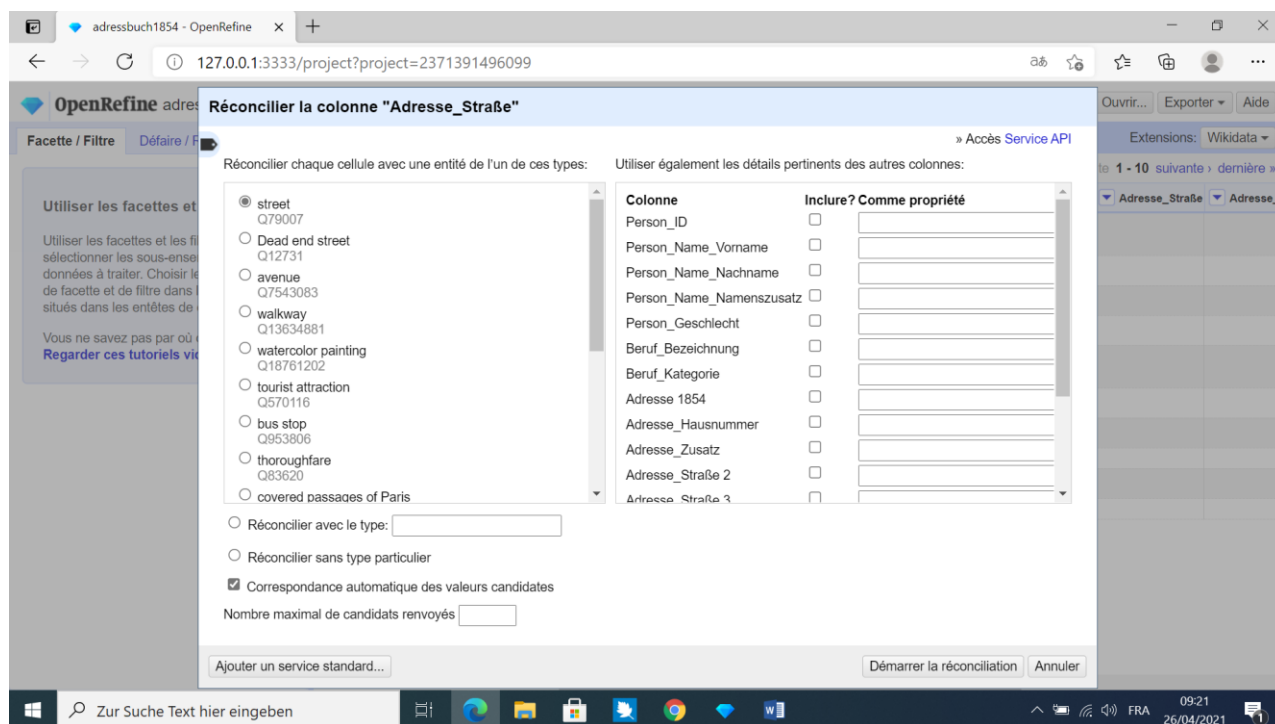 adressbuch1854 - OpenRefine
127.0.0.1:3333/project?project=2371391496099
OpenRefine adres
Ouvrir... Exporter Aide
Facette / Filtre Défaire / R
Extensions: Wikidata
1 - 10 suivante › dernière »
Adresse_Straße Adresse_
Utiliser les facettes et
Utiliser les facettes et les fil
sélectionner les sous-ense
données à traiter. Choisir le
de facette et de filtre dans
situés dans les entêtes de
Vous ne savez pas par où
Regarder ces tutoriels vid
Réconcilier la colonne "Adresse_Straße"
» Accès Service API
Réconcilier chaque cellule avec une entité de l'un de ces types:
street
Q79007
Dead end street
Q12731
avenue
Q7543083
walkway
Q13634881
watercolor painting
Q18761202
tourist attraction
Q570116
bus stop
Q953806
thoroughfare
Q83620
covered passages of Paris
Utiliser également les détails pertinents des autres colonnes:
Colonne Inclure? Comme propriété
Person_ID
Person_Name_Vorname
Person_Name_Nachname
Person_Name_Namenszusatz
Person_Geschlecht
Beruf_Bezeichnung
Beruf_Kategorie
Adresse 1854
Adresse_Hausnummer
Adresse_Zusatz
Adresse_Straße 2
Adresse_Straße 3
Réconcilier avec le type:
Réconcilier sans type particulier
Correspondance automatique des valeurs candidates
Nombre maximal de candidats renvoyés
Ajouter un service standard...
Démarrer la réconciliation Annuler
Zur Suche Text hier eingeben
FRA
09:21
26/04/2021